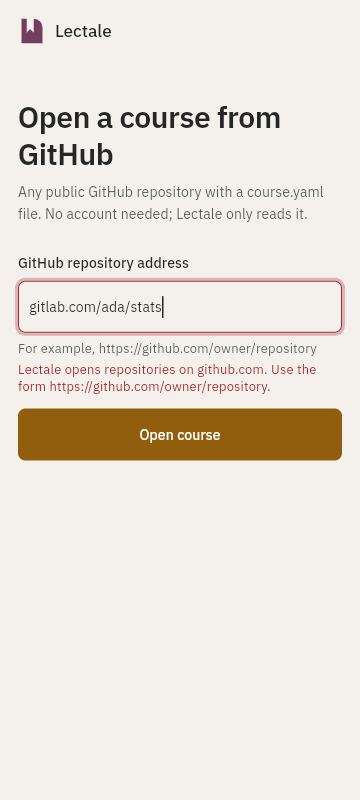 Lectale
Open a course from
GitHub
Any public GitHub repository with a course.yaml
file. No account needed; Lectale only reads it.
GitHub repository address
gitlab.com/ada/stats
For example, https://github.com/owner/repository
Lectale opens repositories on github.com. Use the
form https://github.com/owner/repository.
Open course